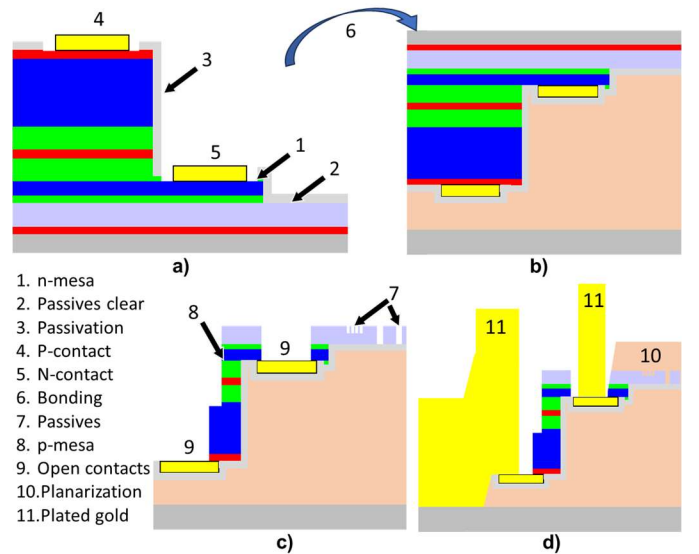 4
6
3
5
1
2
a)
b)
1. n-mesa
2. Passives clear
3. Passivation
4. P-contact
5. N-contact
6. Bonding
7. Passives
8. p-mesa
9. Open contacts
10.Planarization
11.Plated gold
8
7
9
9
c)
11
11
10
d)